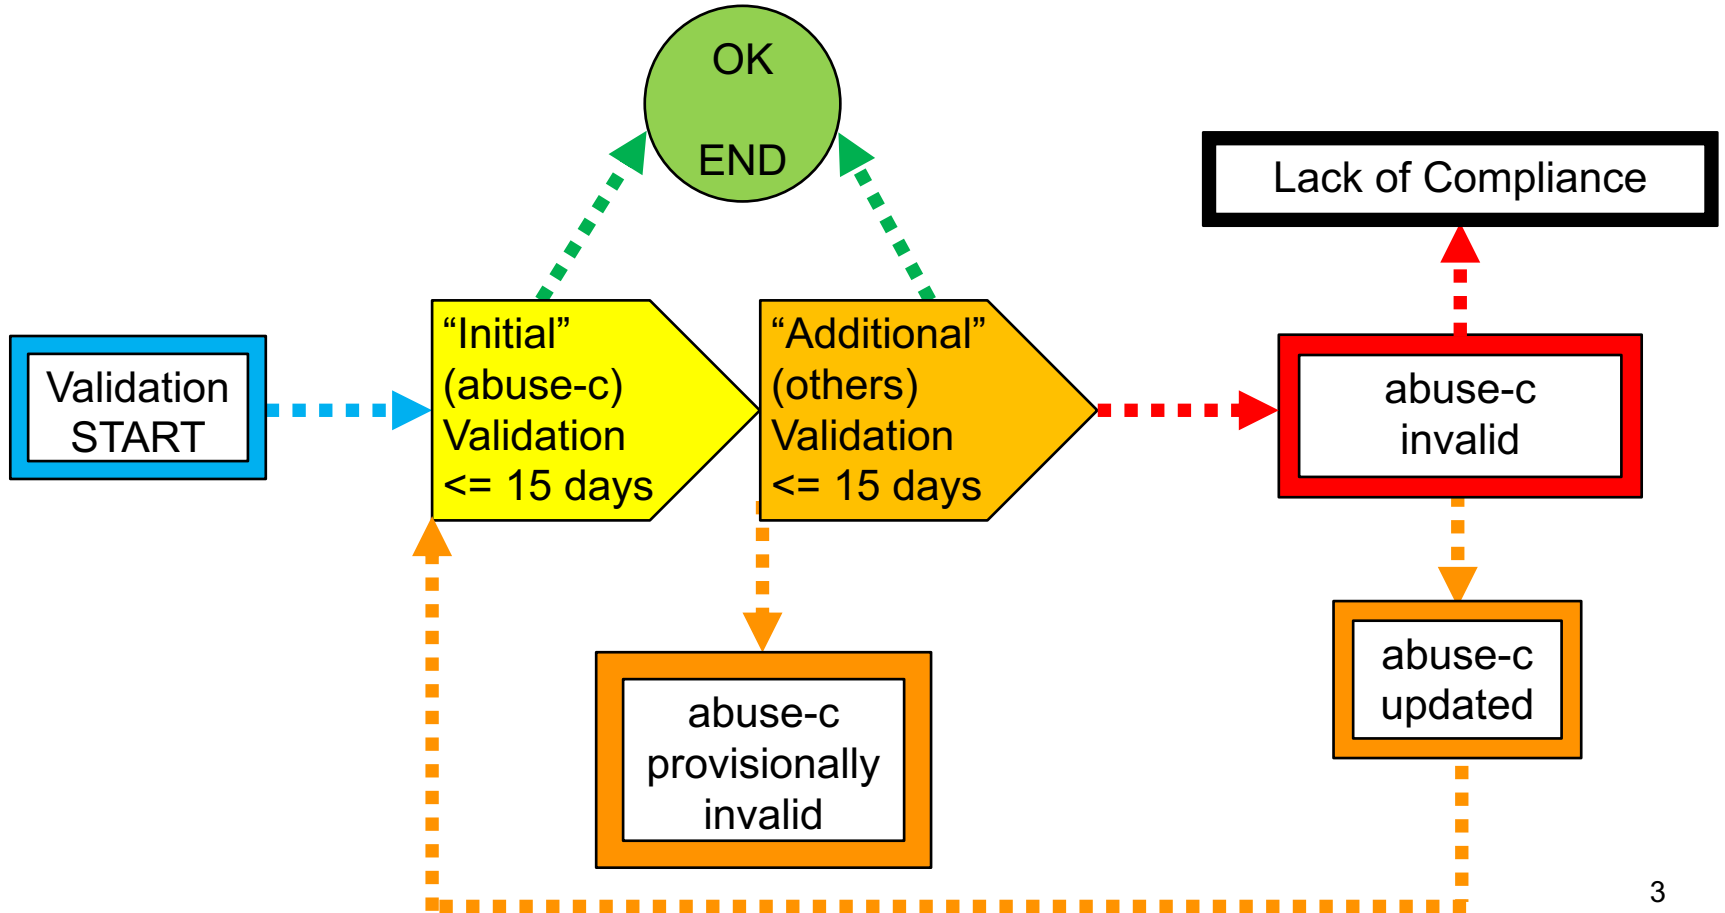 OK
END
Lack of Compliance
Validation
START
“Initial”
(abuse-c)
Validation
<= 15 days
“Additional”
(others)
Validation
<= 15 days
abuse-c
invalid
abuse-c
provisionally
invalid
abuse-c
updated
3